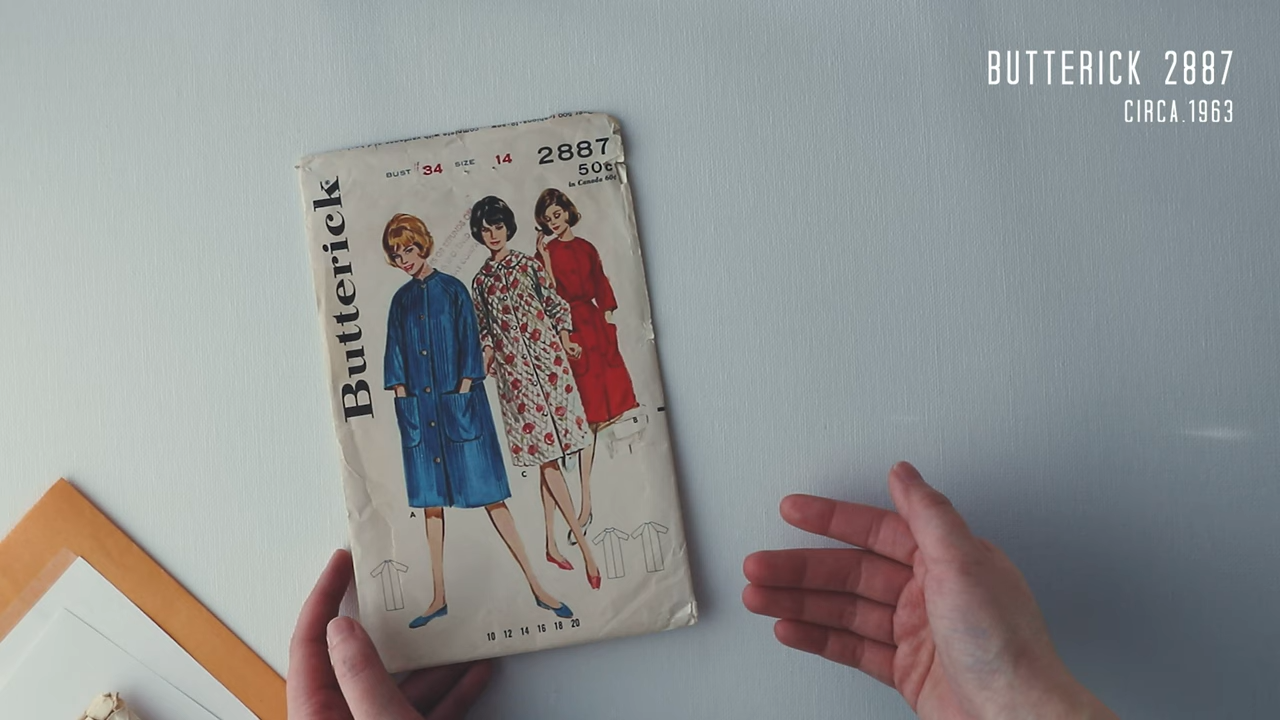 BUTTERICK 2887
CIRCA.1963
BUST 34 SIZE 14 2887
50¢
in Canada 60¢
Butterick
A
B
C
10 12 14 16 18 20